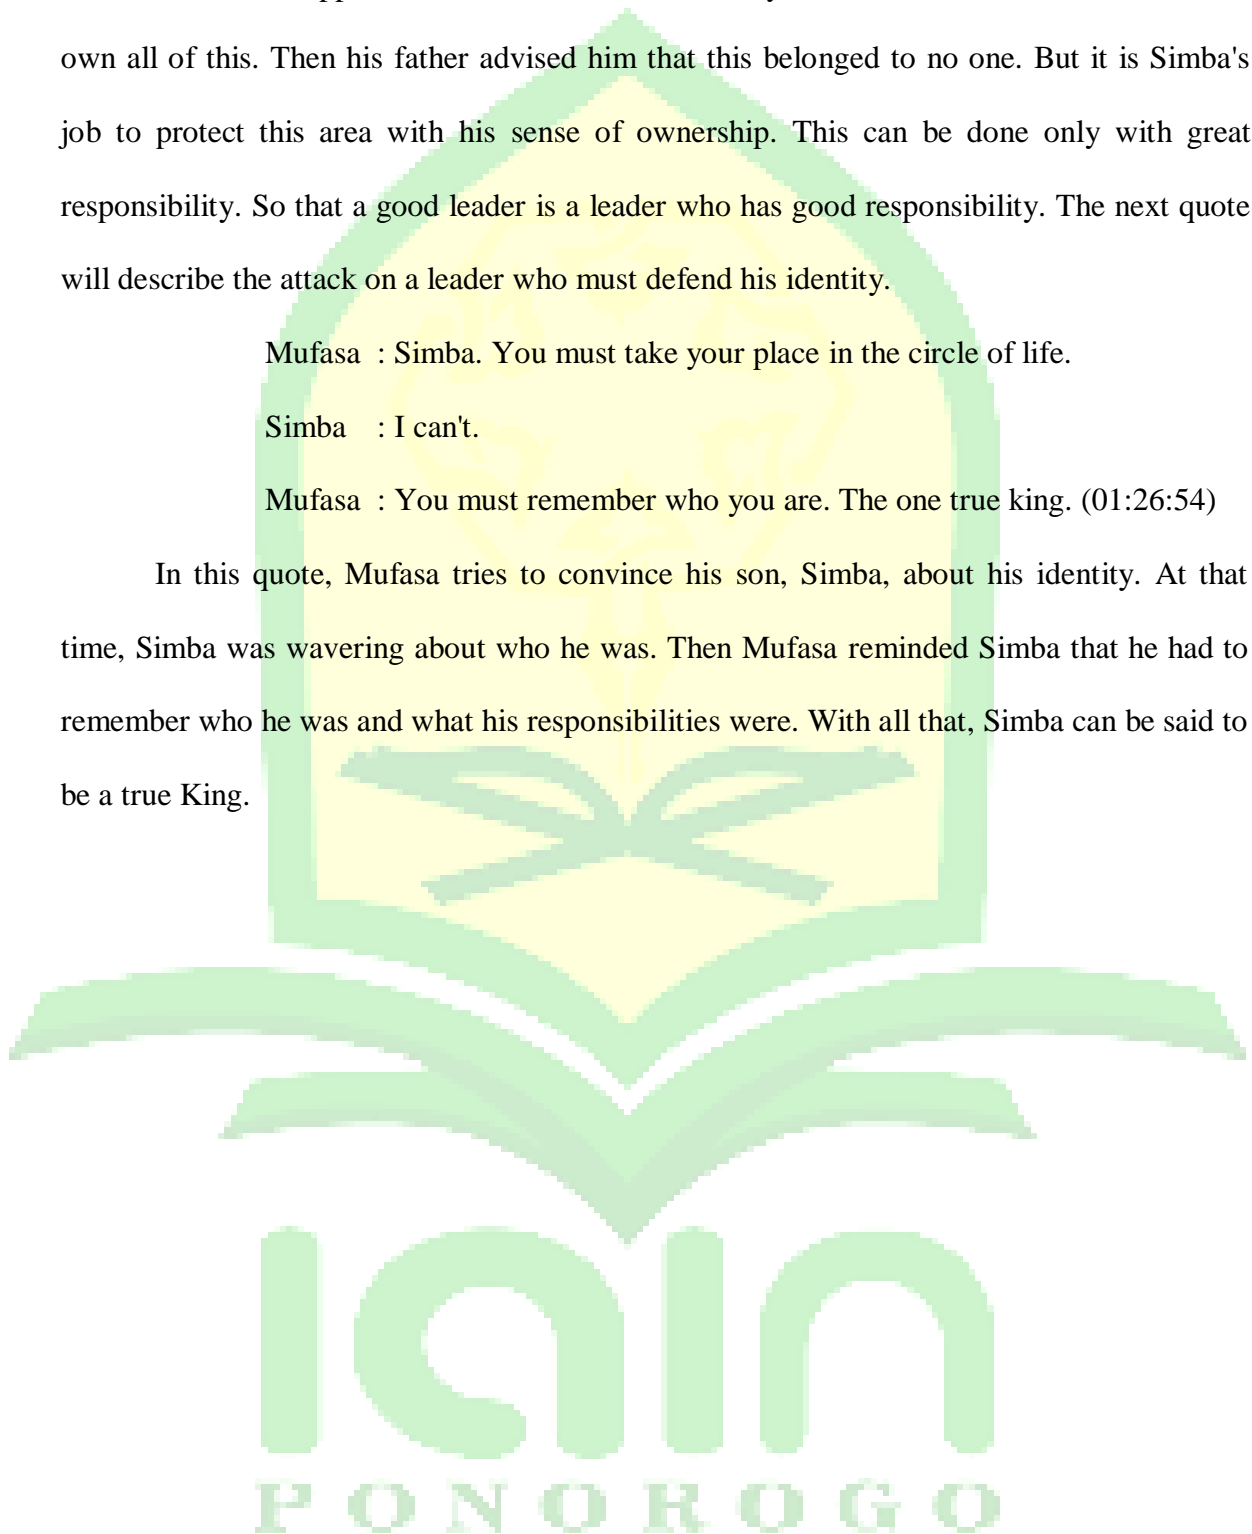 own all of this. Then his father advised him that this belonged to no one. But it is Simba's
job to protect this area with his sense of ownership. This can be done only with great
responsibility. So that a good leader is a leader who has good responsibility. The next quote
will describe the attack on a leader who must defend his identity.
Mufasa : Simba. You must take your place in the circle of life.
Simba : I can't.
Mufasa : You must remember who you are. The one true king. (01:26:54)
In this quote, Mufasa tries to convince his son, Simba, about his identity. At that
time, Simba was wavering about who he was. Then Mufasa reminded Simba that he had to
remember who he was and what his responsibilities were. With all that, Simba can be said to
be a true King.
iain
PONOROGO